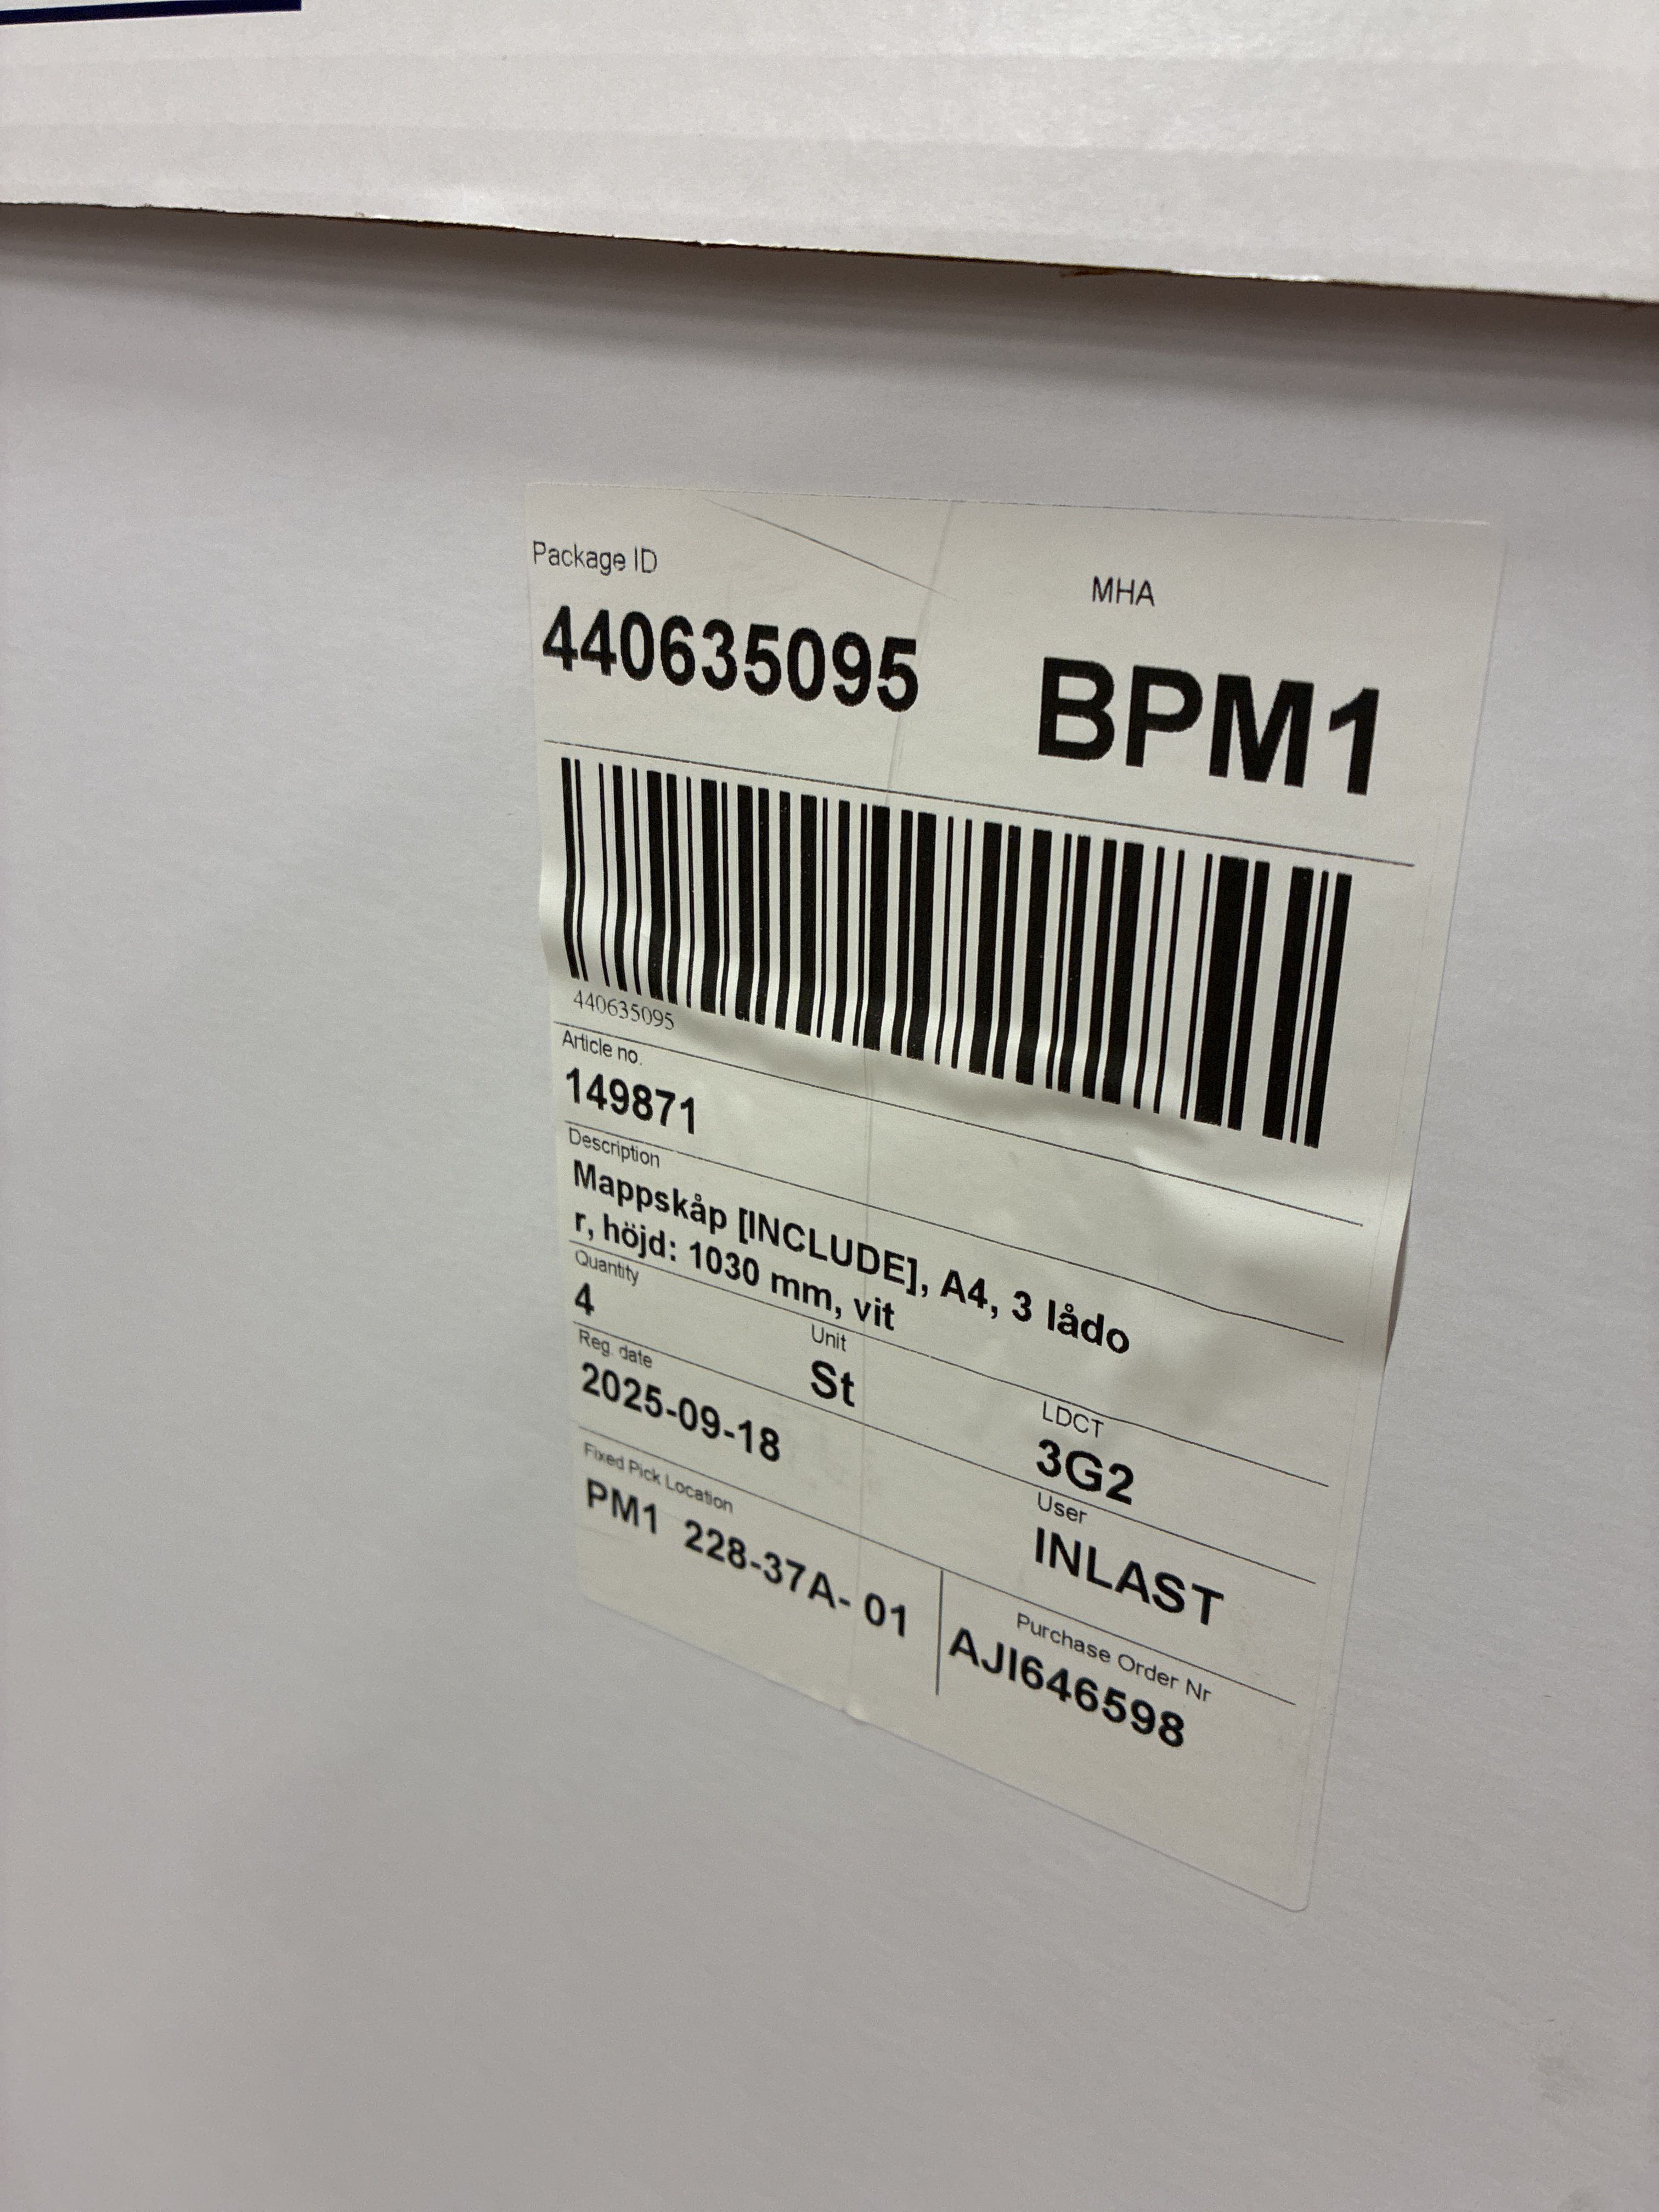 Package ID
MHA
440635095
BPM1
440635095
Article no.
149871
Description
Mappskåp [INCLUDE], A4, 3 lådo
r, höjd: 1030 mm, vit
Quantity
Unit
LDCT
4
St
3G2
Reg. date
User
2025-09-18
INLAST
Fixed Pick Location
Purchase Order Nr
PM1 228-37A- 01
AJI646598